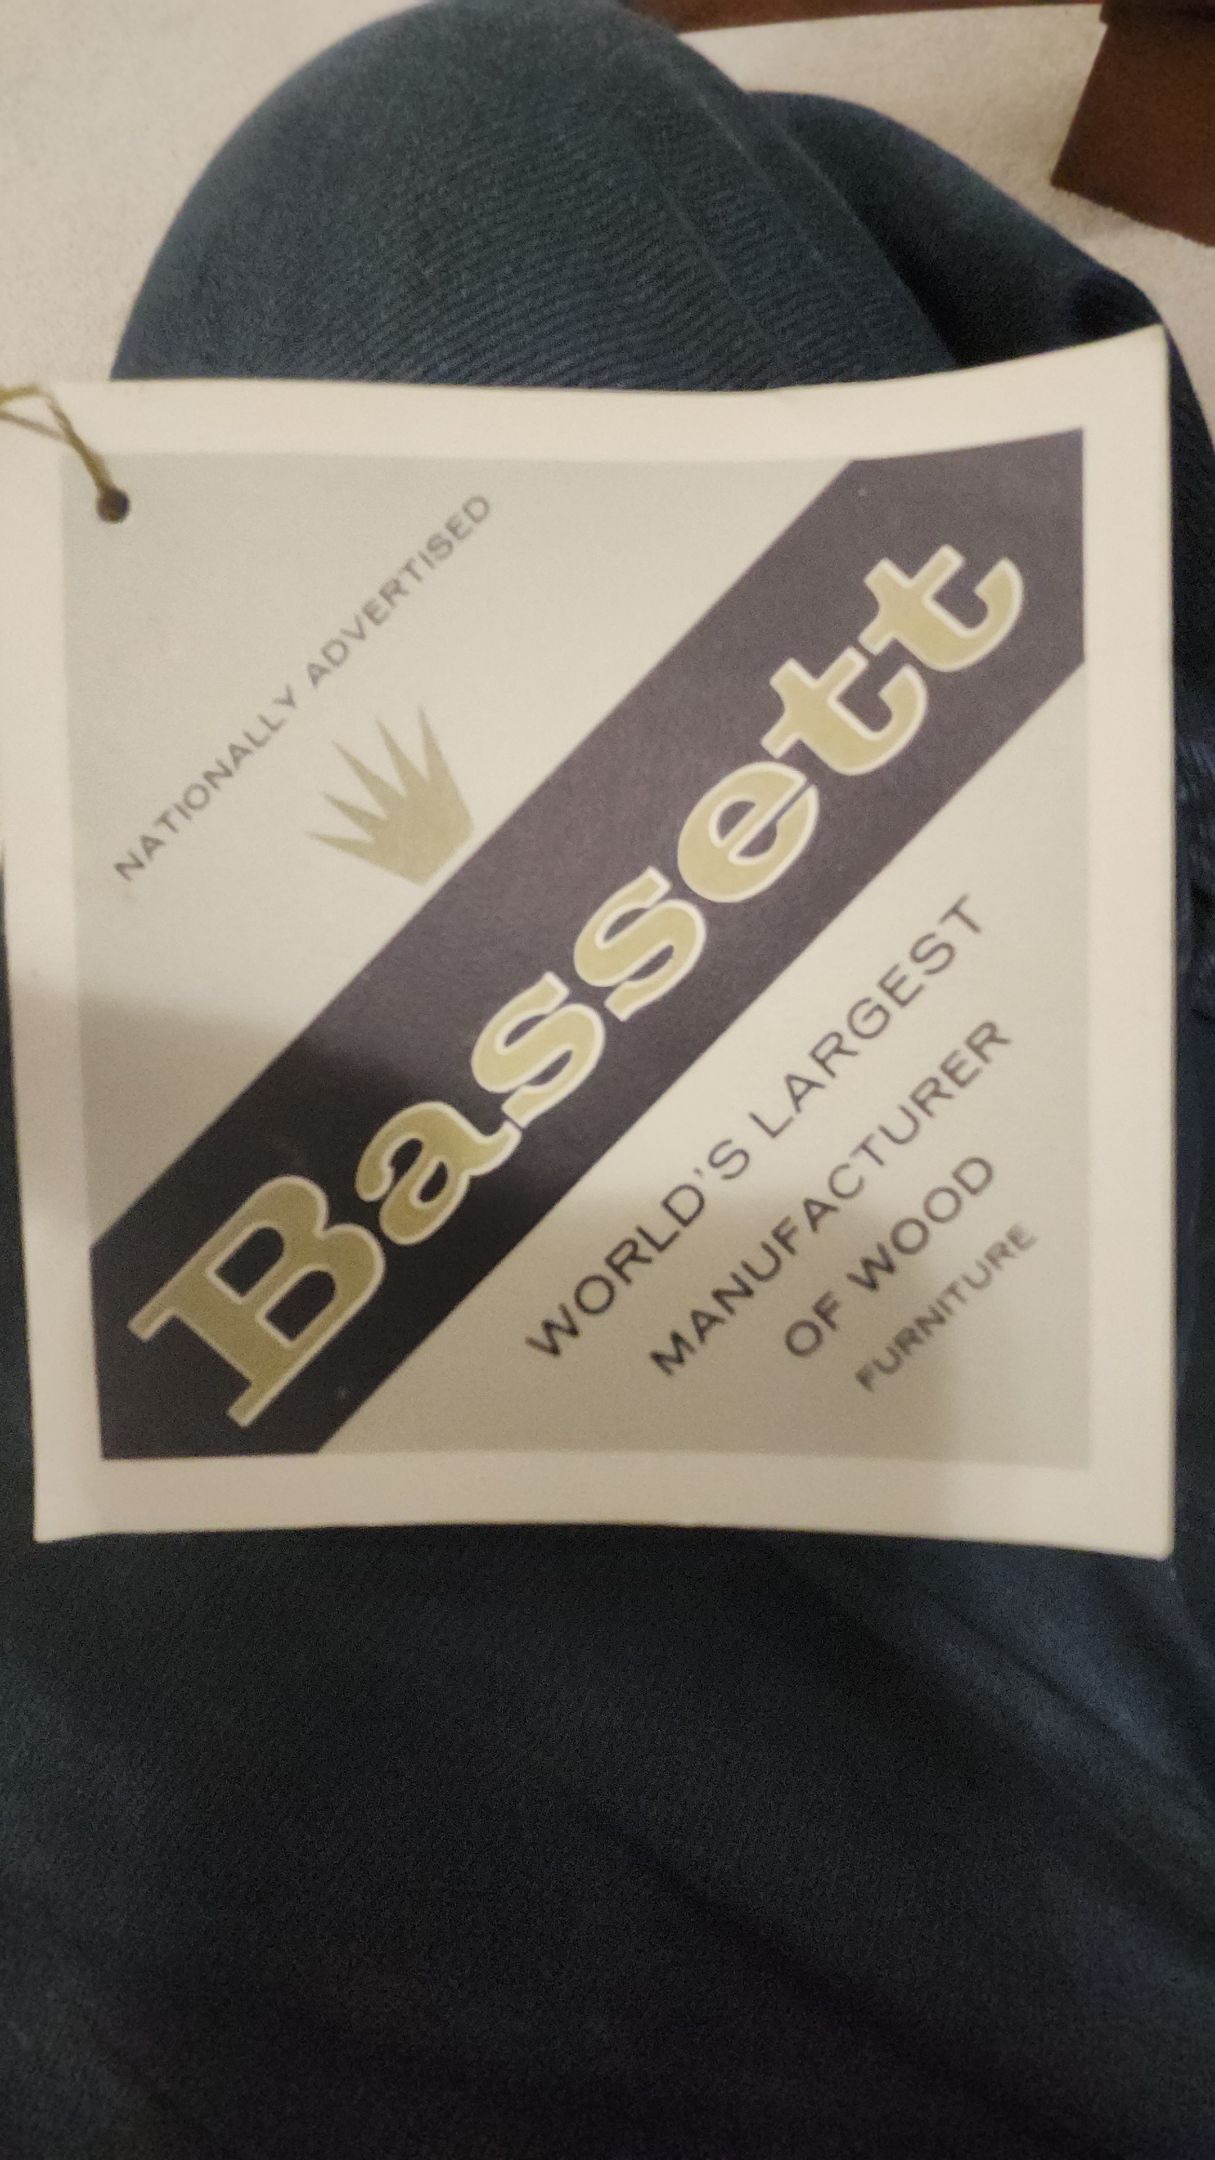 NATIONALLY ADVERTISED
Bassett
WORLD'S LARGEST
MANUFACTURER
OF WOOD
FURNITURE